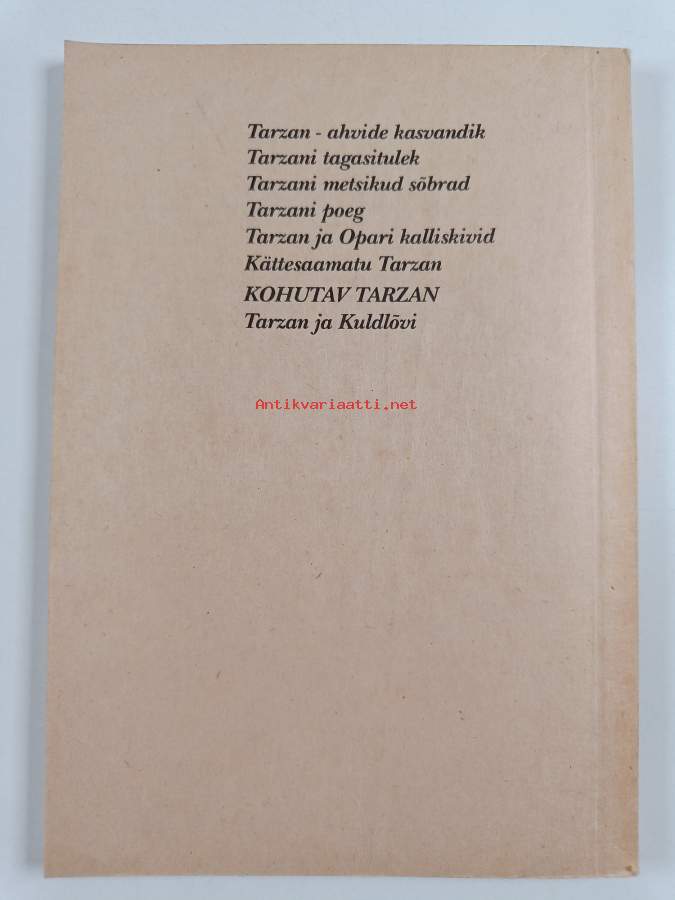 Tarzan - ahvide kasvandik
Tarzani tagasitulek
Tarzani metsikud sõbrad
Tarzani poeg
Tarzan ja Opari kalliskivid
Kättesaamatu Tarzan
KOHUTAV TARZAN
Tarzan ja Kuldlõvi
Antikvariaatti.net